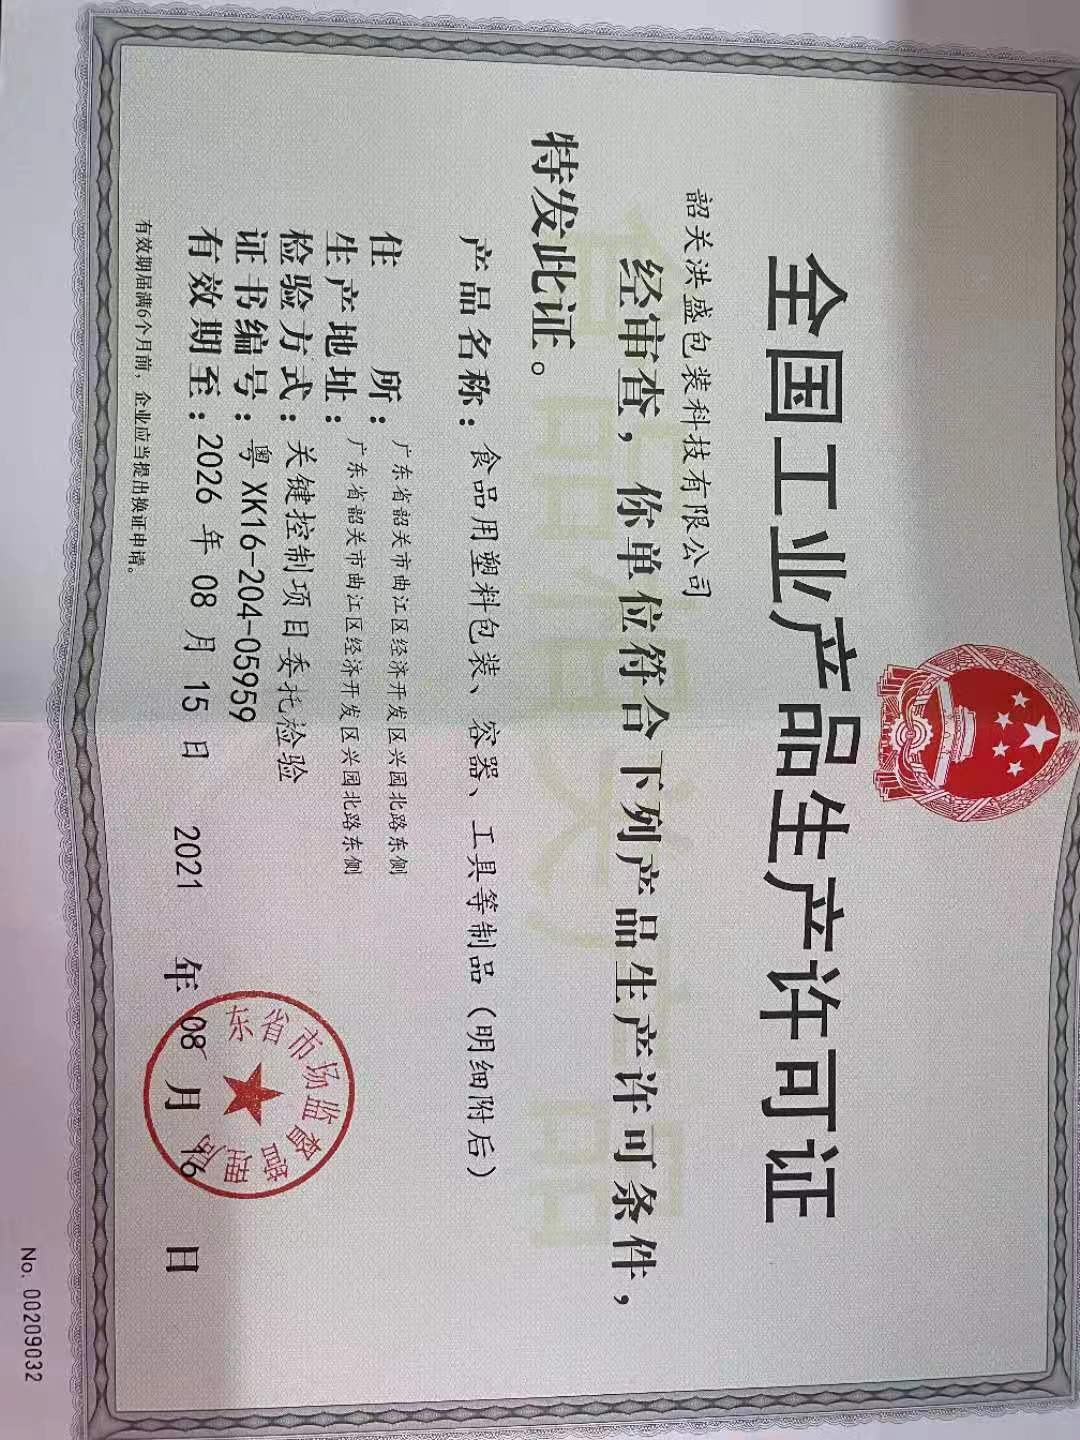 全国工业产品生产许可证
韶关洪盛包装科技有限公司
经审查，你单位符合下列产品生产许可条件，
特发此证。
产品名称：食品用塑料包装、容器、工具等制品（明细附后）
住 所：广东省韶关市曲江区经济开发区兴园北路东侧
生产地址：广东省韶关市曲江区经济开发区兴园北路东侧
检验方式：关键控制项目委托检验
证书编号：粤 XK16-204-05959
有效期至：2026 年 08 月 15 日
2021 年 08 月 16 日
东省市场监督管理局
有效期届满6个月前，企业应当提出换证申请。
No. 00209032